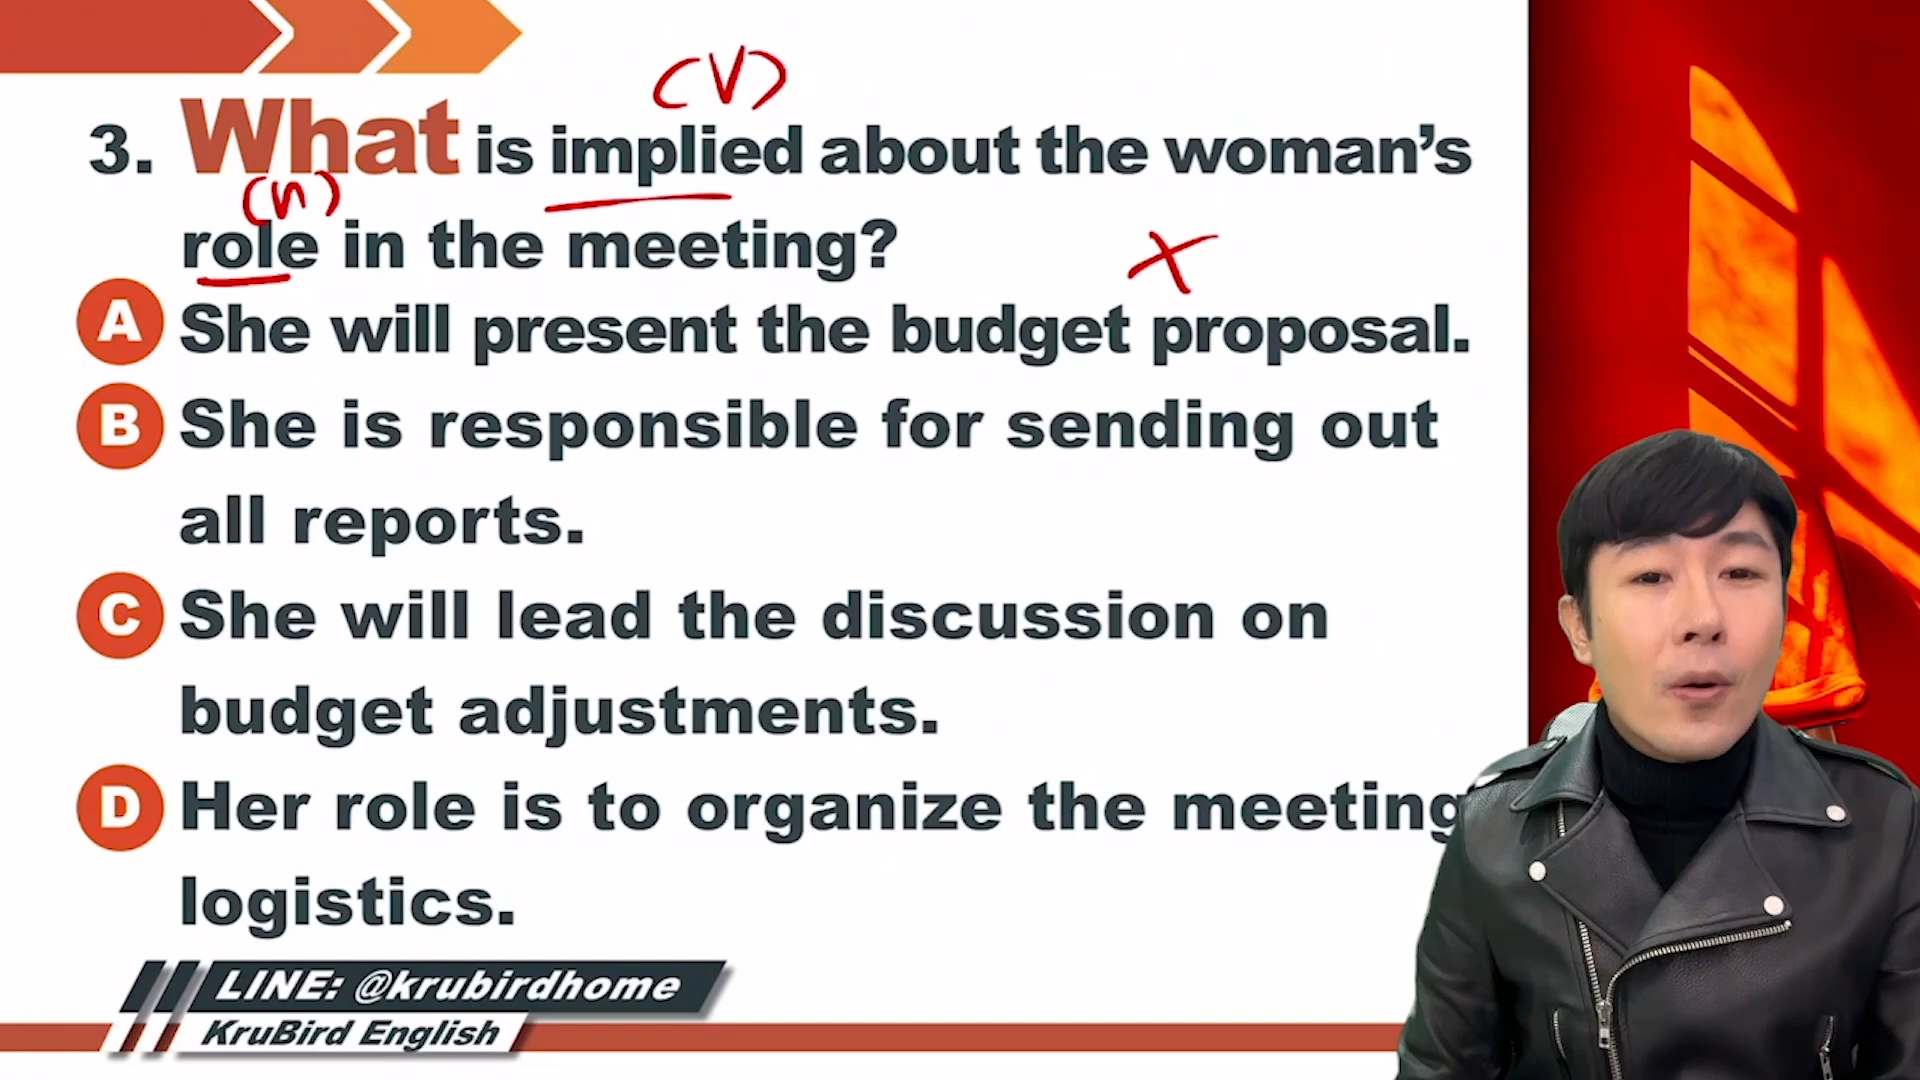 (V)
3. What is implied about the woman's
(n)
role in the meeting?
X
A She will present the budget proposal.
B She is responsible for sending out
all reports.
C She will lead the discussion on
budget adjustments.
D Her role is to organize the meeting
logistics.
LINE: @krubirdhome
KruBird English